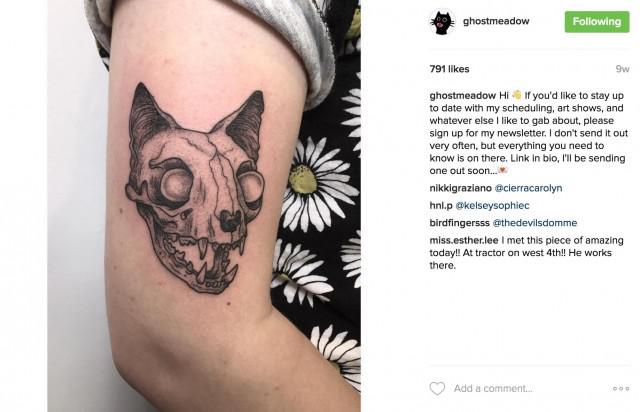 ghostmeadow
Following
791 likes
9w
ghostmeadow Hi 👋 If you'd like to stay up
to date with my scheduling, art shows, and
whatever else I like to gab about, please
sign up for my newsletter. I don't send it out
very often, but everything you need to
know is on there. Link in bio, I'll be sending
one out soon...💌
nikkigraziano @cierracarolyn
hnl.p @kelseysophiec
birdfingersss @thedevilsdomme
miss.esther.lee I met this piece of amazing
today!! At tractor on west 4th!! He works
there.
Add a comment...